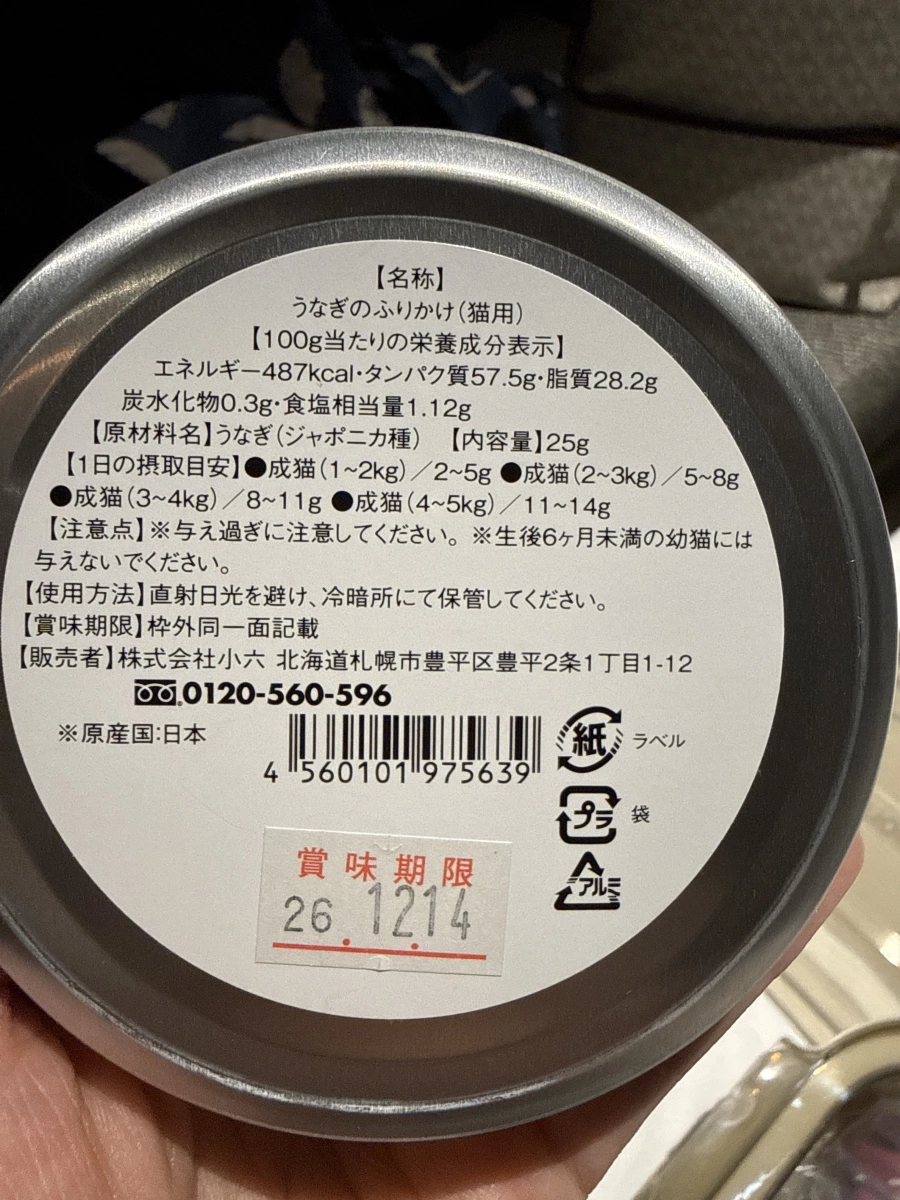 【名称】
うなぎのふりかけ(猫用)
【100g当たりの栄養成分表示】
エネルギー487kcal・タンパク質57.5g・脂質28.2g
炭水化物0.3g・食塩相当量1.12g
【原材料名】うなぎ(ジャポニカ種) 【内容量】25g
【1日の摂取目安】●成猫(1~2kg)/2~5g ●成猫(2~3kg)/5~8g
●成猫(3~4kg)/8~11g ●成猫(4~5kg)/11~14g
【注意点】※与え過ぎに注意してください。※生後6ヶ月未満の幼猫には
与えないでください。
【使用方法】直射日光を避け、冷暗所にて保管してください。
【賞味期限】枠外同一面記載
【販売者】株式会社小六 北海道札幌市豊平区豊平2条1丁目1-12
0120-560-596
※原産国:日本
4 560101 975639
紙 ラベル
プラ 袋
アルミ
賞味期限
26.12.14